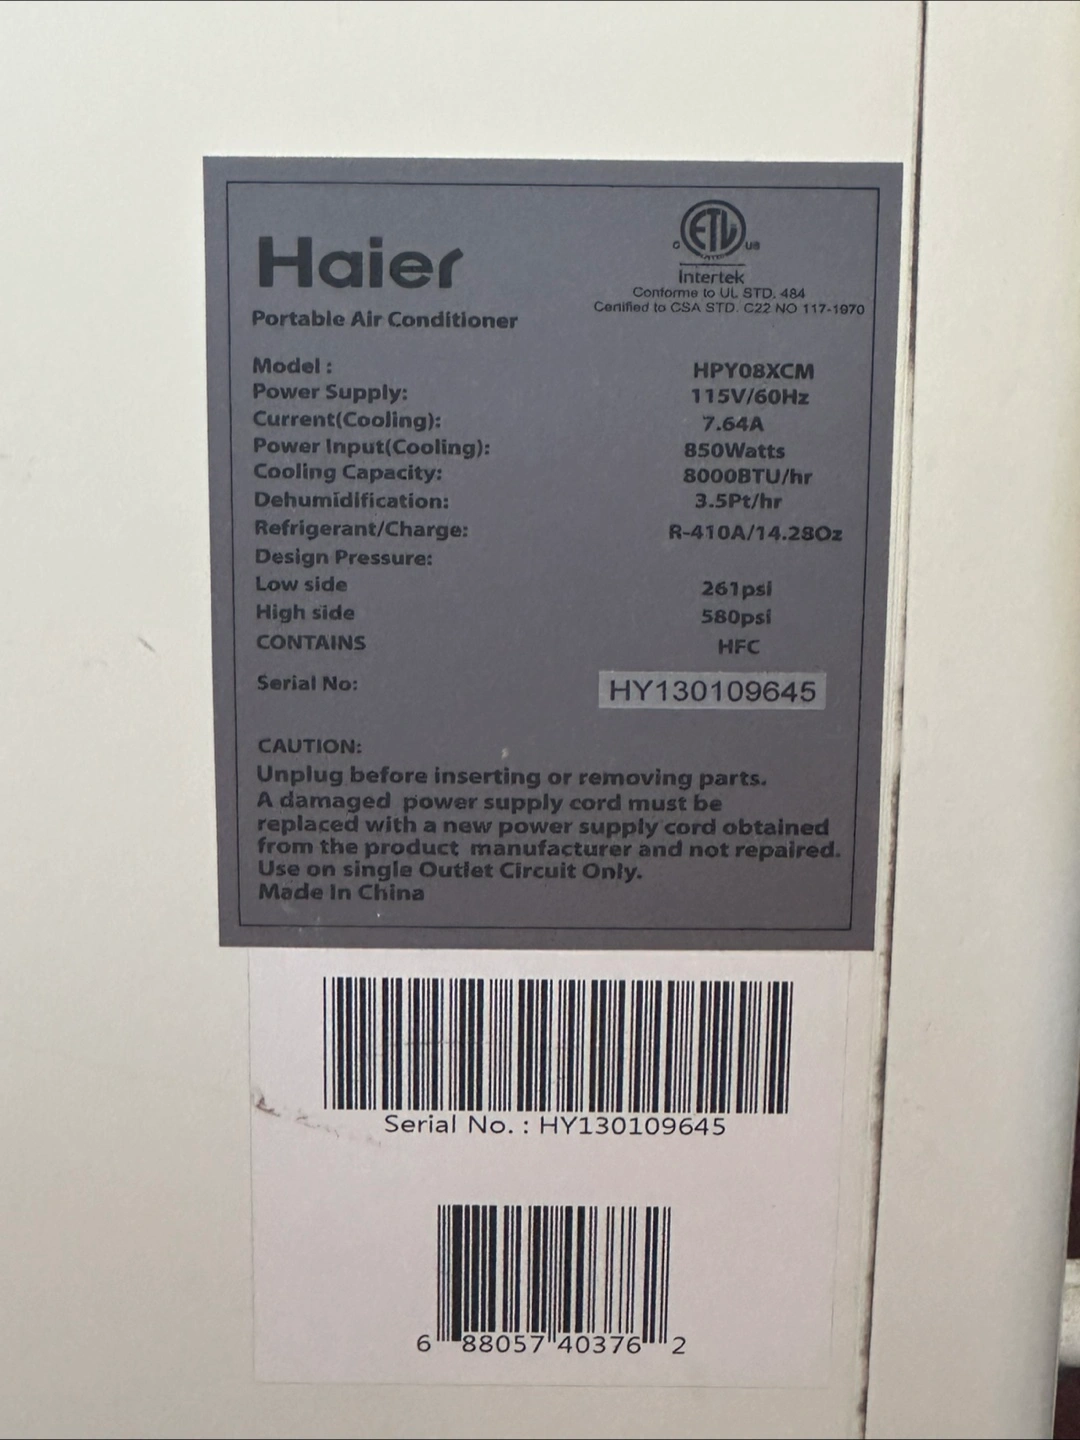 Haier
Portable Air Conditioner
C ETL US
Intertek
Conforme to UL STD. 484
Certified to CSA STD. C22 NO 117-1970
Model : HPY08XCM
Power Supply: 115V/60Hz
Current(Cooling): 7.64A
Power Input(Cooling): 850Watts
Cooling Capacity: 8000BTU/hr
Dehumidification: 3.5Pt/hr
Refrigerant/Charge: R-410A/14.28Oz
Design Pressure:
Low side 261psi
High side 580psi
CONTAINS HFC
Serial No: HY130109645
CAUTION:
Unplug before inserting or removing parts.
A damaged power supply cord must be
replaced with a new power supply cord obtained
from the product manufacturer and not repaired.
Use on single Outlet Circuit Only.
Made In China
Serial No. : HY130109645
6 88057 40376 2